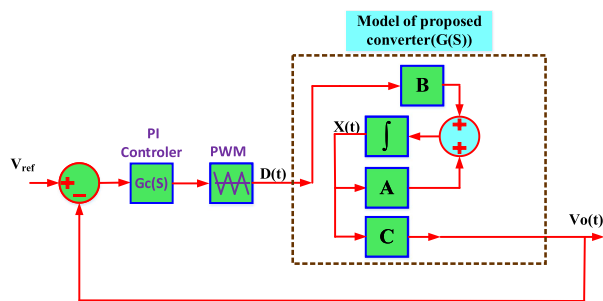 Model of proposed
converter(G(S))
B
X(t)
∫
+
+
PI
Controler
PWM
V_ref
+
−
Gc(S)
D(t)
A
C
Vo(t)